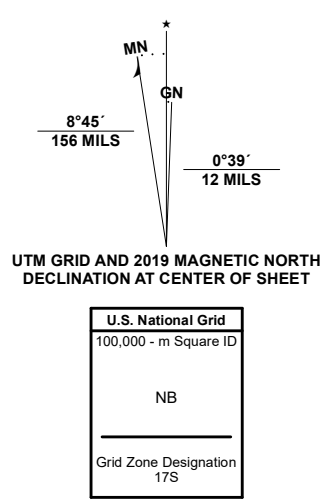 ★
MN
GN
8°45´
156 MILS
0°39´
12 MILS
UTM GRID AND 2019 MAGNETIC NORTH
DECLINATION AT CENTER OF SHEET
U.S. National Grid
100,000 - m Square ID
NB
Grid Zone Designation
17S